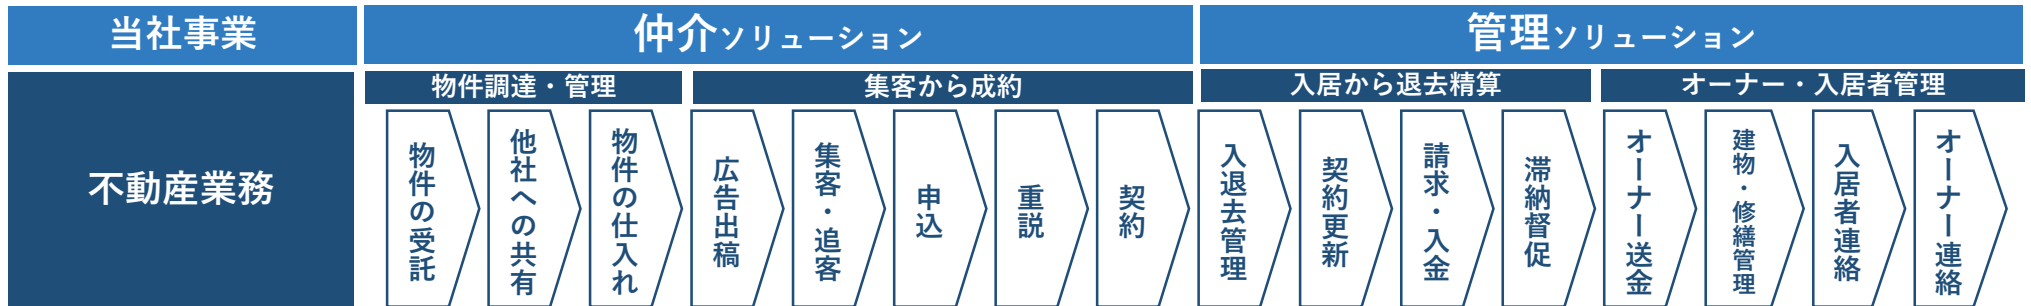 当社事業
仲介ソリューション
管理ソリューション
不動産業務
物件調達・管理
集客から成約
入居から退去精算
オーナー・入居者管理
物件の受託
他社への共有
物件の仕入れ
広告出稿
集客・追客
申込
重説
契約
入退去管理
契約更新
請求・入金
滞納督促
オーナー送金
建物・修繕管理
入居者連絡
オーナー連絡